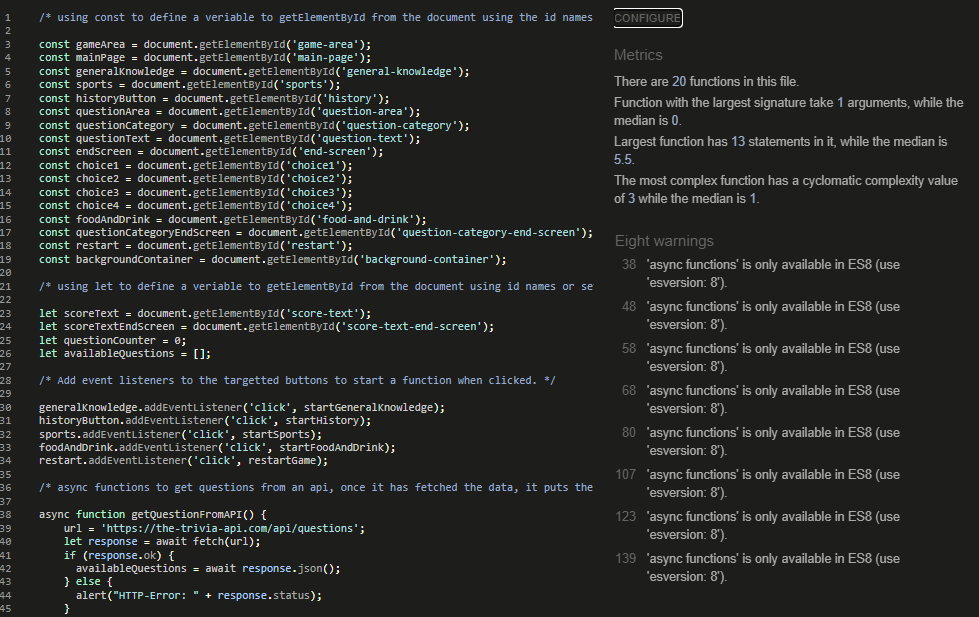 1 /* using const to define a veriable to getElementById from the document using the id names
2
3 const gameArea = document.getElementById('game-area');
4 const mainPage = document.getElementById('main-page');
5 const generalKnowledge = document.getElementById('general-knowledge');
6 const sports = document.getElementById('sports');
7 const historyButton = document.getElementById('history');
8 const questionArea = document.getElementById('question-area');
9 const questionCategory = document.getElementById('question-category');
10 const questionText = document.getElementById('question-text');
11 const endScreen = document.getElementById('end-screen');
12 const choice1 = document.getElementById('choice1');
13 const choice2 = document.getElementById('choice2');
14 const choice3 = document.getElementById('choice3');
15 const choice4 = document.getElementById('choice4');
16 const foodAndDrink = document.getElementById('food-and-drink');
17 const questionCategoryEndScreen = document.getElementById('question-category-end-screen');
18 const restart = document.getElementById('restart');
19 const backgroundContainer = document.getElementById('background-container');
20
21 /* using let to define a veriable to getElementById from the document using id names or se
22
23 let scoreText = document.getElementById('score-text');
24 let scoreTextEndScreen = document.getElementById('score-text-end-screen');
25 let questionCounter = 0;
26 let availableQuestions = [];
27
28 /* Add event listeners to the targetted buttons to start a function when clicked. */
29
30 generalKnowledge.addEventListener('click', startGeneralKnowledge);
31 historyButton.addEventListener('click', startHistory);
32 sports.addEventListener('click', startSports);
33 foodAndDrink.addEventListener('click', startFoodAndDrink);
34 restart.addEventListener('click', restartGame);
35
36 /* async functions to get questions from an api, once it has fetched the data, it puts the
37
38 async function getQuestionFromAPI() {
39 url = 'https://the-trivia-api.com/api/questions';
40 let response = await fetch(url);
41 if (response.ok) {
42 availableQuestions = await response.json();
43 } else {
44 alert("HTTP-Error: " + response.status);
45 }
CONFIGURE
Metrics
There are 20 functions in this file.
Function with the largest signature take 1 arguments, while the
median is 0.
Largest function has 13 statements in it, while the median is
5.5.
The most complex function has a cyclomatic complexity value
of 3 while the median is 1.
Eight warnings
38 'async functions' is only available in ES8 (use
'esversion: 8').
48 'async functions' is only available in ES8 (use
'esversion: 8').
58 'async functions' is only available in ES8 (use
'esversion: 8').
68 'async functions' is only available in ES8 (use
'esversion: 8').
80 'async functions' is only available in ES8 (use
'esversion: 8').
107 'async functions' is only available in ES8 (use
'esversion: 8').
123 'async functions' is only available in ES8 (use
'esversion: 8').
139 'async functions' is only available in ES8 (use
'esversion: 8').